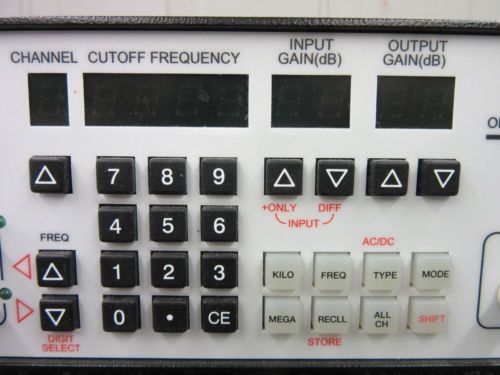 CHANNEL
CUTOFF FREQUENCY
INPUT
GAIN(dB)
OUTPUT
GAIN(dB)
7 8 9
+ONLY DIFF
INPUT
4 5 6
FREQ
AC/DC
1 2 3
KILO FREQ TYPE MODE
0 • CE
MEGA RECLL ALL
CH SHIFT
DIGIT
SELECT
STORE